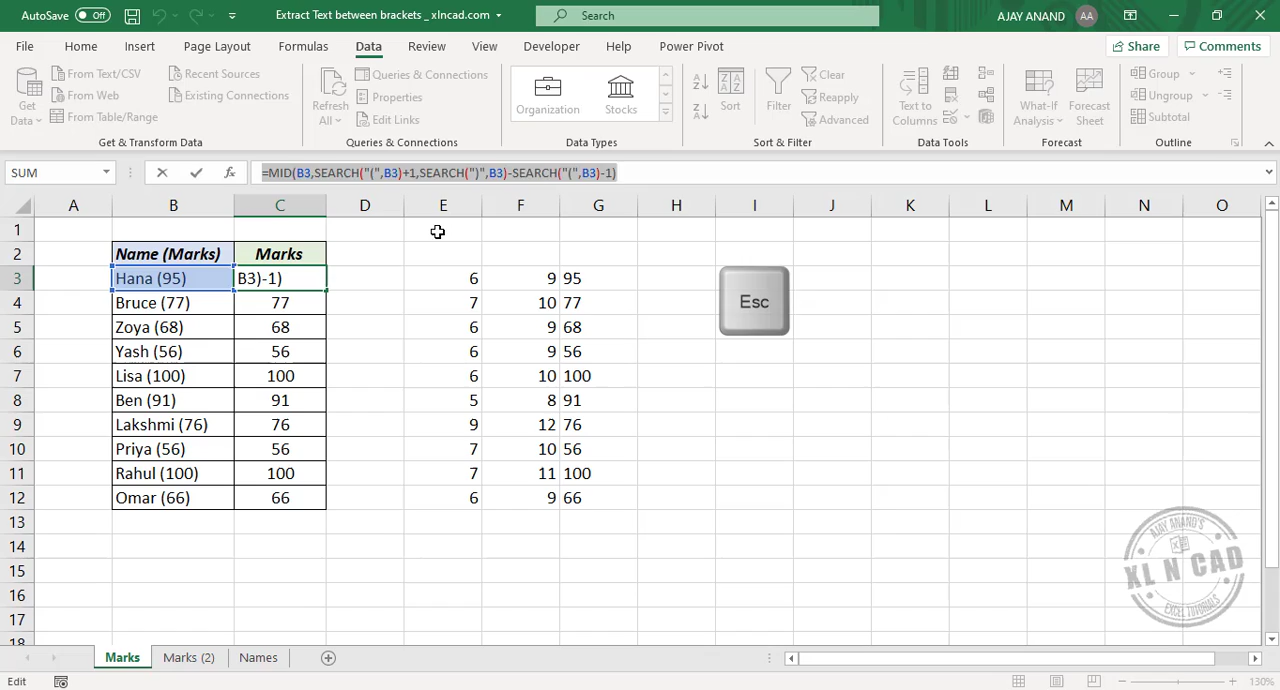 AutoSave Off Extract Text between brackets _ xlncad.com Search AJAY ANAND AA
File Home Insert Page Layout Formulas Data Review View Developer Help Power Pivot Share Comments
Get Data From Text/CSV From Web From Table/Range Recent Sources Existing Connections
Get & Transform Data
Refresh All Queries & Connections Properties Edit Links
Queries & Connections
Organization Stocks
Data Types
Sort Filter Clear Reapply Advanced
Sort & Filter
Text to Columns
Data Tools
What-If Analysis Forecast Sheet
Forecast
Group Ungroup Subtotal
Outline
SUM fx =MID(B3,SEARCH("(",B3)+1,SEARCH(")",B3)-SEARCH("(",B3)-1)
A B C D E F G H I J K L M N O
1
2 Name (Marks) Marks
3 Hana (95) B3)-1) 6 9 95
4 Bruce (77) 77 7 10 77
5 Zoya (68) 68 6 9 68
6 Yash (56) 56 6 9 56
7 Lisa (100) 100 6 10 100
8 Ben (91) 91 5 8 91
9 Lakshmi (76) 76 9 12 76
10 Priya (56) 56 7 10 56
11 Rahul (100) 100 7 11 100
12 Omar (66) 66 6 9 66
13
14
15
16
17
18
Esc
AJAY ANAND'S
XL N CAD
EXCEL TUTORIALS
Marks Marks (2) Names
Edit 130%